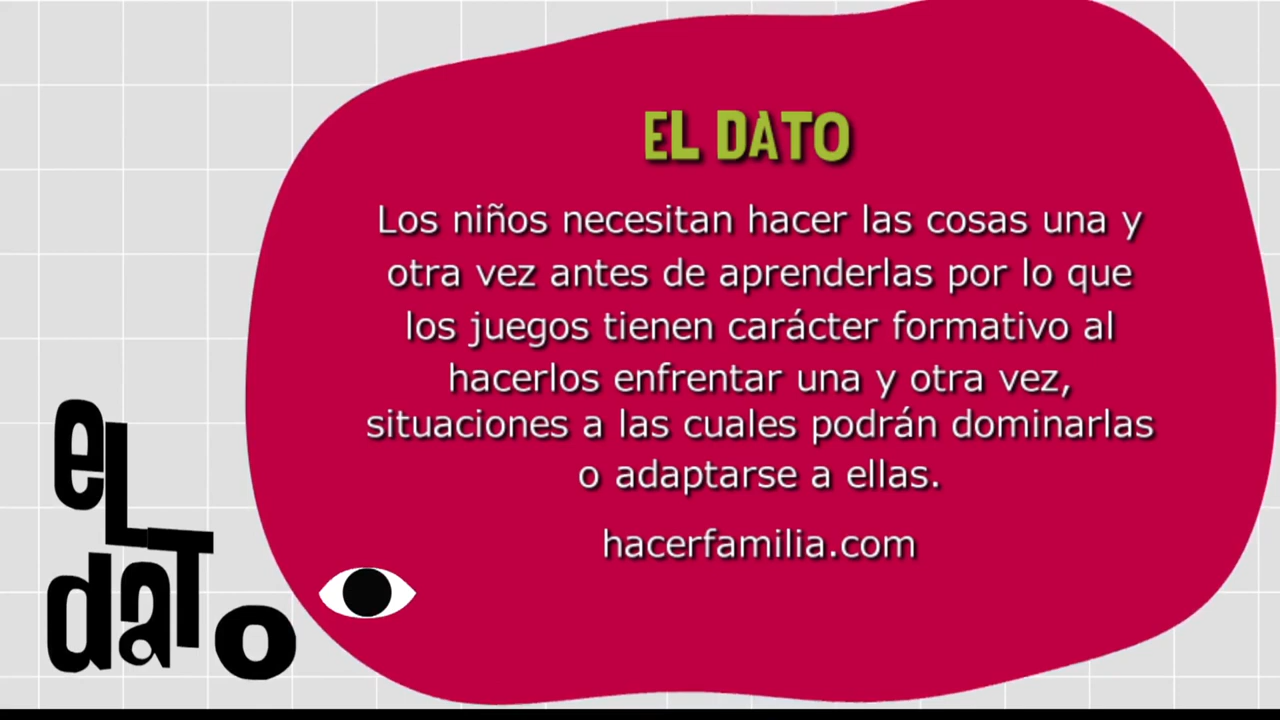 EL DATO
Los niños necesitan hacer las cosas una y
otra vez antes de aprenderlas por lo que
los juegos tienen carácter formativo al
hacerlos enfrentar una y otra vez,
situaciones a las cuales podrán dominarlas
o adaptarse a ellas.
hacerfamilia.com
eL
daTo